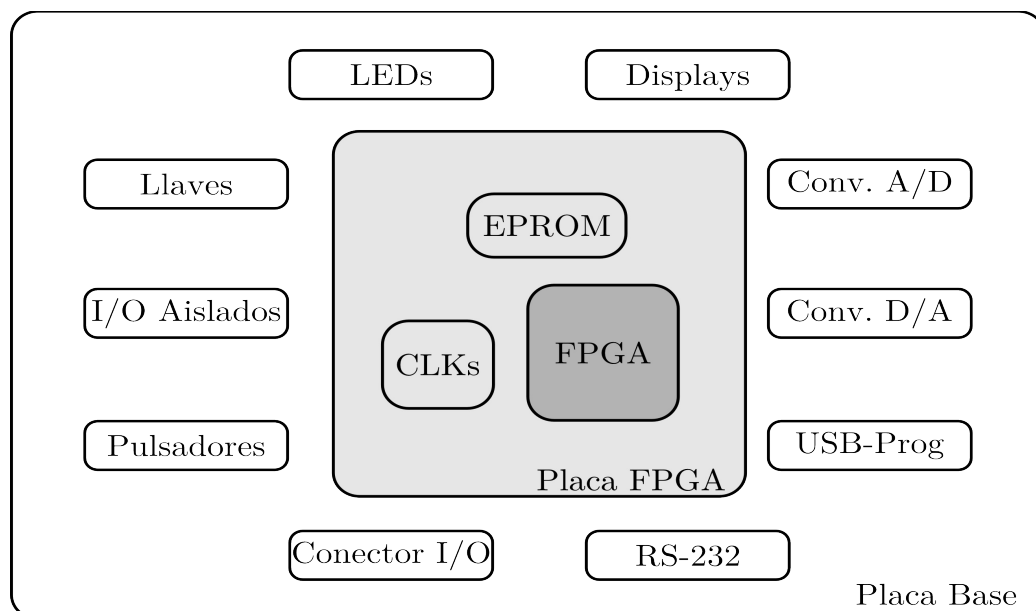 LEDs
Displays
Llaves
Conv. A/D
EPROM
I/O Aislados
Conv. D/A
FPGA
CLKs
Pulsadores
USB-Prog
Placa FPGA
Conector I/O
RS-232
Placa Base